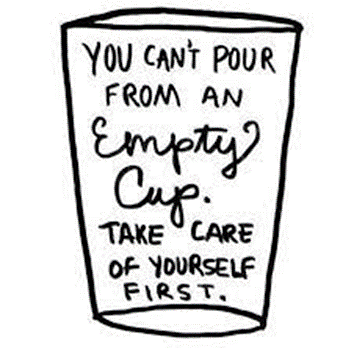 YOU CAN'T POUR
FROM AN
Empty
Cup.
TAKE CARE
OF YOURSELF
FIRST.